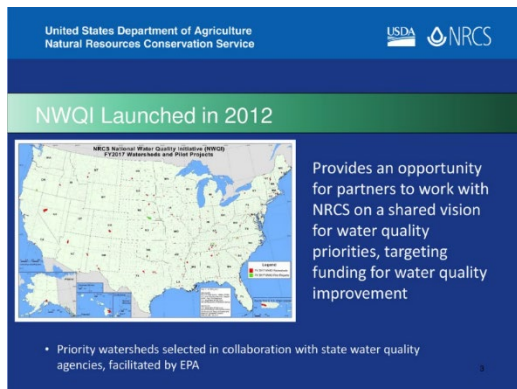 United States Department of Agriculture
Natural Resources Conservation Service
USDA
NRCS
NWQI Launched in 2012
NRCS National Water Quality Initiative (NWQI)
FY2017 Watersheds and Pilot Projects
Legend
Provides an opportunity
for partners to work with
NRCS on a shared vision
for water quality
priorities, targeting
funding for water quality
improvement
• Priority watersheds selected in collaboration with state water quality
agencies, facilitated by EPA
3